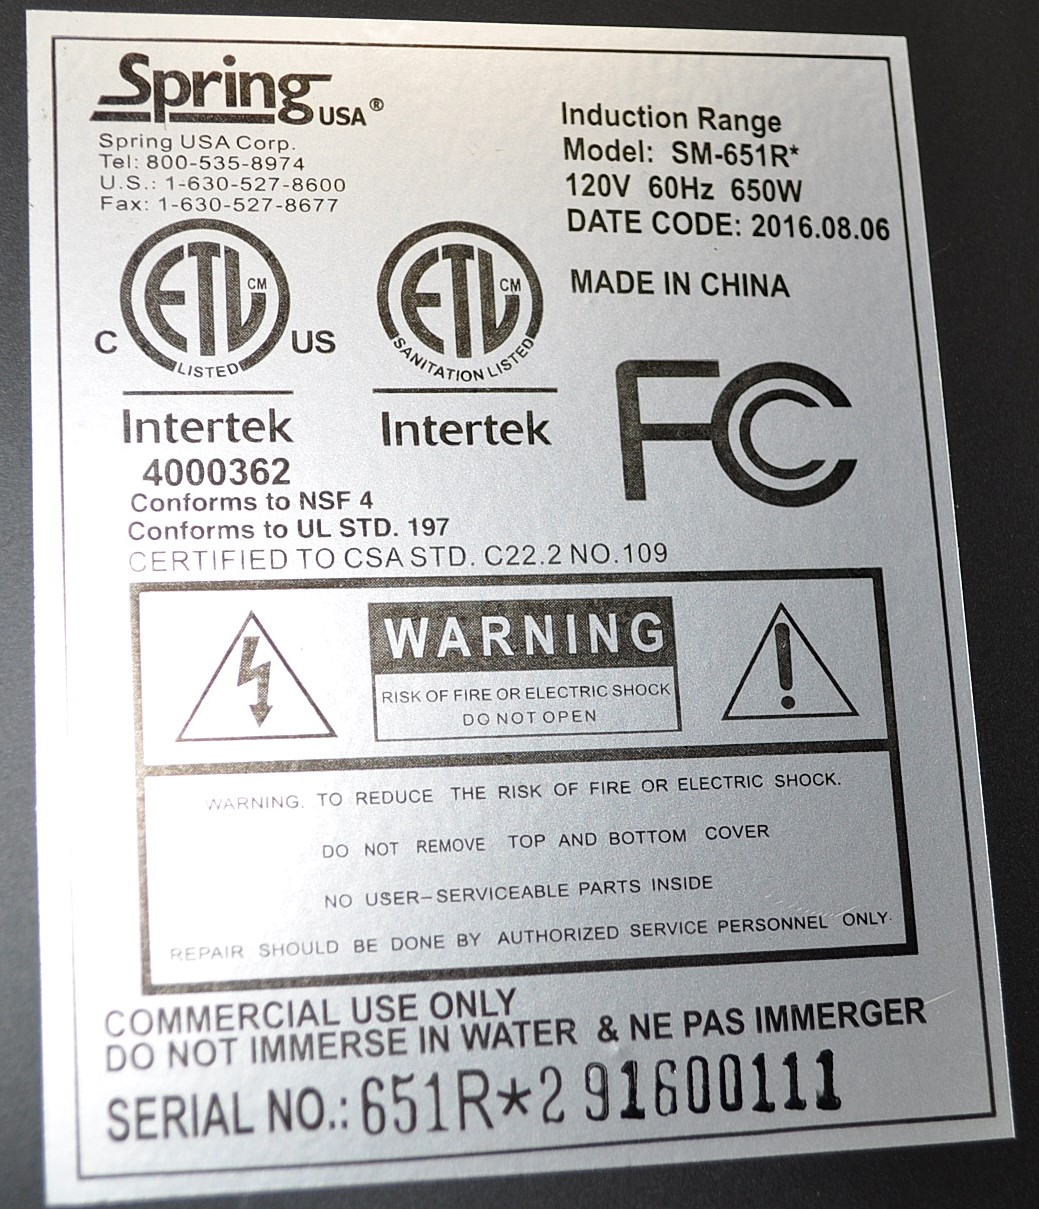 Spring USA®
Spring USA Corp.
Tel: 800-535-8974
U.S.: 1-630-527-8600
Fax: 1-630-527-8677
Induction Range
Model: SM-651R*
120V 60Hz 650W
DATE CODE: 2016.08.06
MADE IN CHINA
C ETL CM US
LISTED
Intertek
4000362
ETL CM
SANITATION LISTED
Intertek
FC
Conforms to NSF 4
Conforms to UL STD. 197
CERTIFIED TO CSA STD. C22.2 NO.109
WARNING
RISK OF FIRE OR ELECTRIC SHOCK
DO NOT OPEN
WARNING. TO REDUCE THE RISK OF FIRE OR ELECTRIC SHOCK.
DO NOT REMOVE TOP AND BOTTOM COVER
NO USER-SERVICEABLE PARTS INSIDE
REPAIR SHOULD BE DONE BY AUTHORIZED SERVICE PERSONNEL ONLY.
COMMERCIAL USE ONLY
DO NOT IMMERSE IN WATER & NE PAS IMMERGER
SERIAL NO.: 651R*291600111